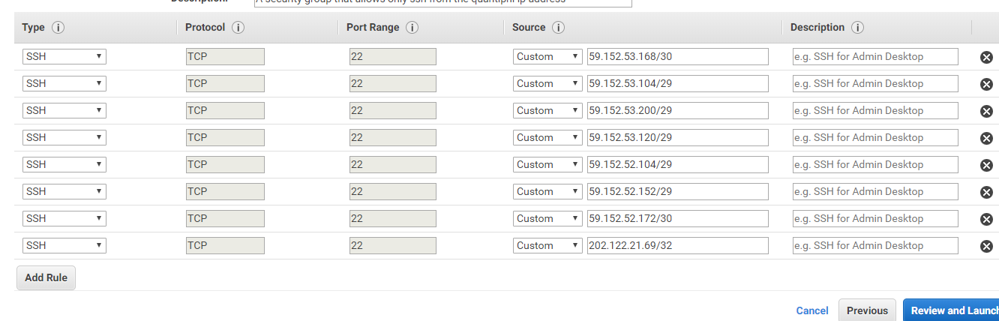 Description: A security group that allows only ssh from the quantiphi ip address
Type i Protocol i Port Range i Source i Description i
SSH TCP 22 Custom 59.152.53.168/30 e.g. SSH for Admin Desktop
SSH TCP 22 Custom 59.152.53.104/29 e.g. SSH for Admin Desktop
SSH TCP 22 Custom 59.152.53.200/29 e.g. SSH for Admin Desktop
SSH TCP 22 Custom 59.152.53.120/29 e.g. SSH for Admin Desktop
SSH TCP 22 Custom 59.152.52.104/29 e.g. SSH for Admin Desktop
SSH TCP 22 Custom 59.152.52.152/29 e.g. SSH for Admin Desktop
SSH TCP 22 Custom 59.152.52.172/30 e.g. SSH for Admin Desktop
SSH TCP 22 Custom 202.122.21.69/32 e.g. SSH for Admin Desktop
Add Rule
Cancel Previous Review and Launch